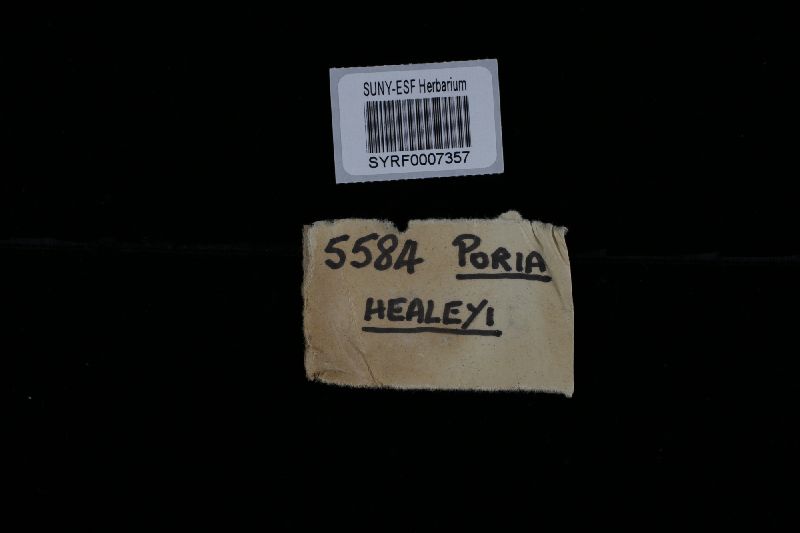 SUNY-ESF Herbarium
SYRF0007357
5584 PORIA
HEALEYI